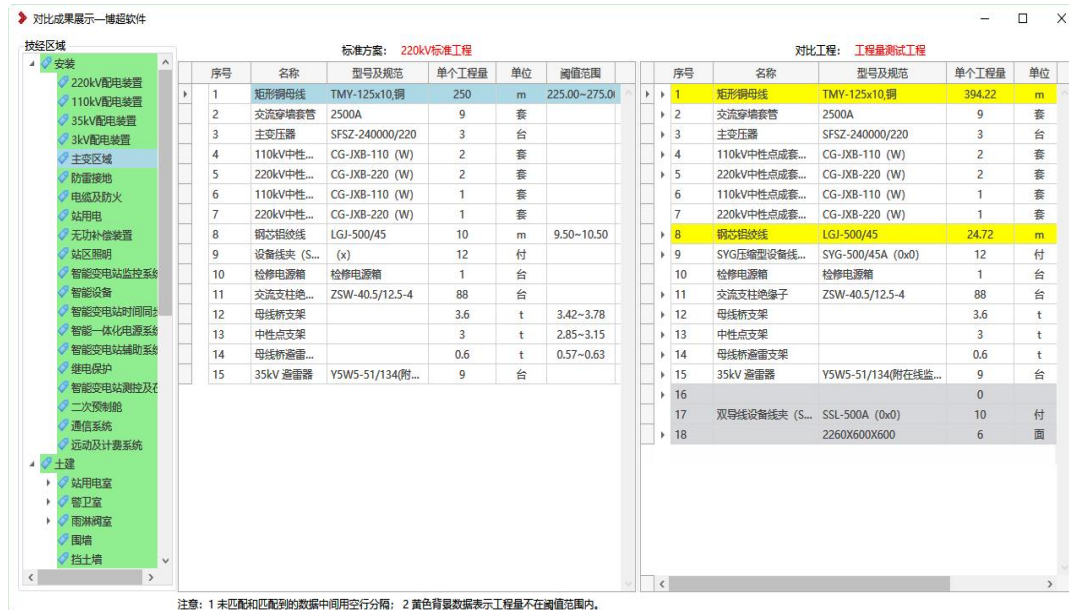 对比成果展示—博超软件
技经区域
安装
220kV配电装置
110kV配电装置
35kV配电装置
3kV配电装置
主变区域
防雷接地
电缆及防火
站用电
无功补偿装置
站区照明
智能变电站监控系统
智能设备
智能变电站时间同步
智能一体化电源系统
智能变电站辅助系统
继电保护
智能变电站测控及在
二次预制舱
通信系统
远动及计费系统
土建
站用电室
警卫室
雨淋阀室
围墙
挡土墙
标准方案： 220kV标准工程
序号 名称 型号及规范 单个工程量 单位 阈值范围
1 矩形铜母线 TMY-125x10,铜 250 m 225.00~275.00
2 交流穿墙套管 2500A 9 套
3 主变压器 SFSZ-240000/220 3 台
4 110kV中性... CG-JXB-110 (W) 2 套
5 220kV中性... CG-JXB-220 (W) 2 套
6 110kV中性... CG-JXB-110 (W) 1 套
7 220kV中性... CG-JXB-220 (W) 1 套
8 钢芯铝绞线 LGJ-500/45 10 m 9.50~10.50
9 设备线夹 (S... (x) 12 付
10 检修电源箱 检修电源箱 1 台
11 交流支柱绝... ZSW-40.5/12.5-4 88 台
12 母线桥支架 3.6 t 3.42~3.78
13 中性点支架 3 t 2.85~3.15
14 母线桥避雷... 0.6 t 0.57~0.63
15 35kV 避雷器 Y5W5-51/134(附... 9 台
对比工程： 工程量测试工程
序号 名称 型号及规范 单个工程量 单位
1 矩形铜母线 TMY-125x10,铜 394.22 m
2 交流穿墙套管 2500A 9 套
3 主变压器 SFSZ-240000/220 3 台
4 110kV中性点成套... CG-JXB-110 (W) 2 套
5 220kV中性点成套... CG-JXB-220 (W) 2 套
6 110kV中性点成套... CG-JXB-110 (W) 1 套
7 220kV中性点成套... CG-JXB-220 (W) 1 套
8 钢芯铝绞线 LGJ-500/45 24.72 m
9 SYG压缩型设备线... SYG-500/45A (0x0) 12 付
10 检修电源箱 检修电源箱 1 台
11 交流支柱绝缘子 ZSW-40.5/12.5-4 88 台
12 母线桥支架 3.6 t
13 中性点支架 3 t
14 母线桥避雷支架 0.6 t
15 35kV 避雷器 Y5W5-51/134(附在线监... 9 台
16 0
17 双导线设备线夹 (S... SSL-500A (0x0) 10 付
18 2260X600X600 6 面
注意：1 未匹配和匹配到的数据中间用空行分隔；2 黄色背景数据表示工程量不在阈值范围内。